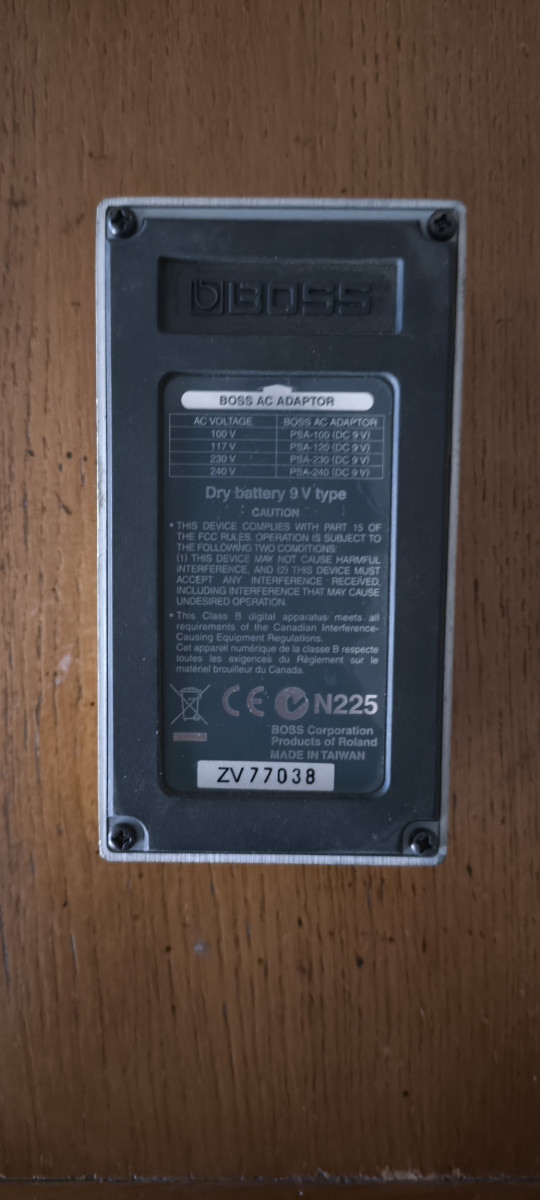 BOSS
BOSS AC ADAPTOR
AC VOLTAGE BOSS AC ADAPTOR
100 V PSA-100 (DC 9 V)
117 V PSA-120 (DC 9 V)
230 V PSA-230 (DC 9 V)
240 V PSA-240 (DC 9 V)
Dry battery 9 V type
CAUTION
* THIS DEVICE COMPLIES WITH PART 15 OF
THE FCC RULES. OPERATION IS SUBJECT TO
THE FOLLOWING TWO CONDITIONS:
(1) THIS DEVICE MAY NOT CAUSE HARMFUL
INTERFERENCE, AND (2) THIS DEVICE MUST
ACCEPT ANY INTERFERENCE RECEIVED,
INCLUDING INTERFERENCE THAT MAY CAUSE
UNDESIRED OPERATION.
* This Class B digital apparatus meets all
requirements of the Canadian Interference-
Causing Equipment Regulations.
Cet appareil numérique de la classe B respecte
toutes les exigences du Règlement sur le
matériel brouilleur du Canada.
CE N225
BOSS Corporation
Products of Roland
MADE IN TAIWAN
ZV77038